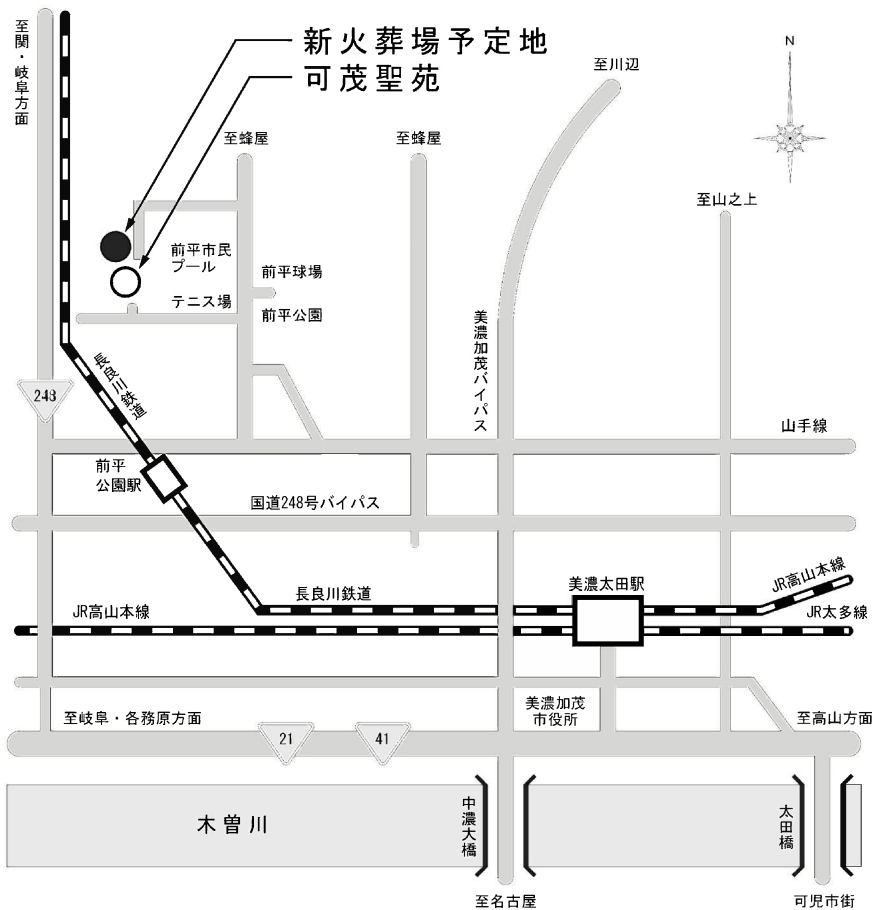 新火葬場予定地
可茂聖苑
至関・岐阜方面
N
至川辺
至蜂屋
至蜂屋
至山之上
前平市民
プール
前平球場
テニス場
前平公園
美濃加茂バイパス
長良川鉄道
248
山手線
前平
公園駅
国道248号バイパス
美濃太田駅
JR高山本線
長良川鉄道
JR高山本線
JR太多線
美濃加茂
市役所
至岐阜・各務原方面
至高山方面
21
41
中濃大橋
太田橋
木曽川
至名古屋
可児市街